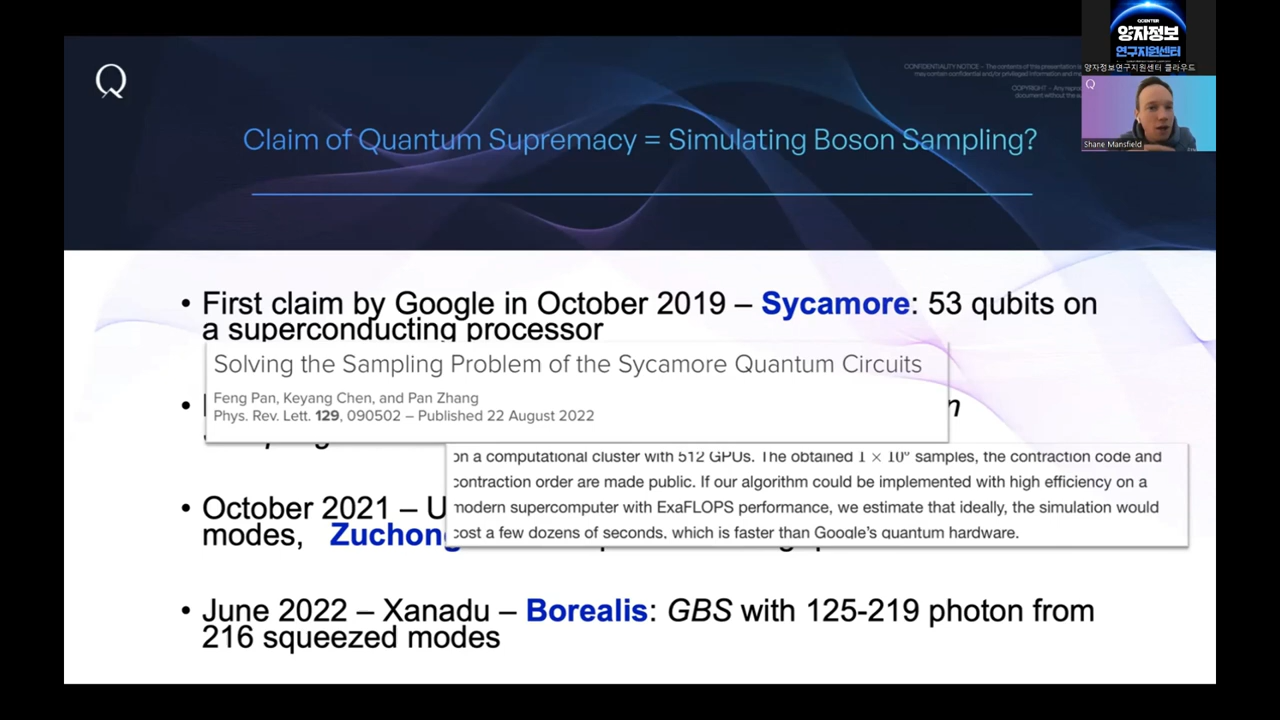 QCENTER
양자정보
연구지원센터
양자정보연구지원센터 클라우드
Q
Shane Mansfield
Q
CONFIDENTIALITY NOTICE – The contents of this presentation
may contain confidential and/or privileged information and
COPYRIGHT –
document without the
Claim of Quantum Supremacy = Simulating Boson Sampling?
• First claim by Google in October 2019 – Sycamore: 53 qubits on
a superconducting processor
Solving the Sampling Problem of the Sycamore Quantum Circuits
Feng Pan, Keyang Chen, and Pan Zhang
Phys. Rev. Lett. 129, 090502 – Published 22 August 2022
•
on a computational cluster with 512 GPUs. The obtained samples, the contraction code and
contraction order are made public. If our algorithm could be implemented with high efficiency on a
modern supercomputer with ExaFLOPS performance, we estimate that ideally, the simulation would
cost a few dozens of seconds, which is faster than Google's quantum hardware.
• October 2021 – U
modes, Zuchong
• June 2022 – Xanadu – Borealis: GBS with 125-219 photon from
216 squeezed modes